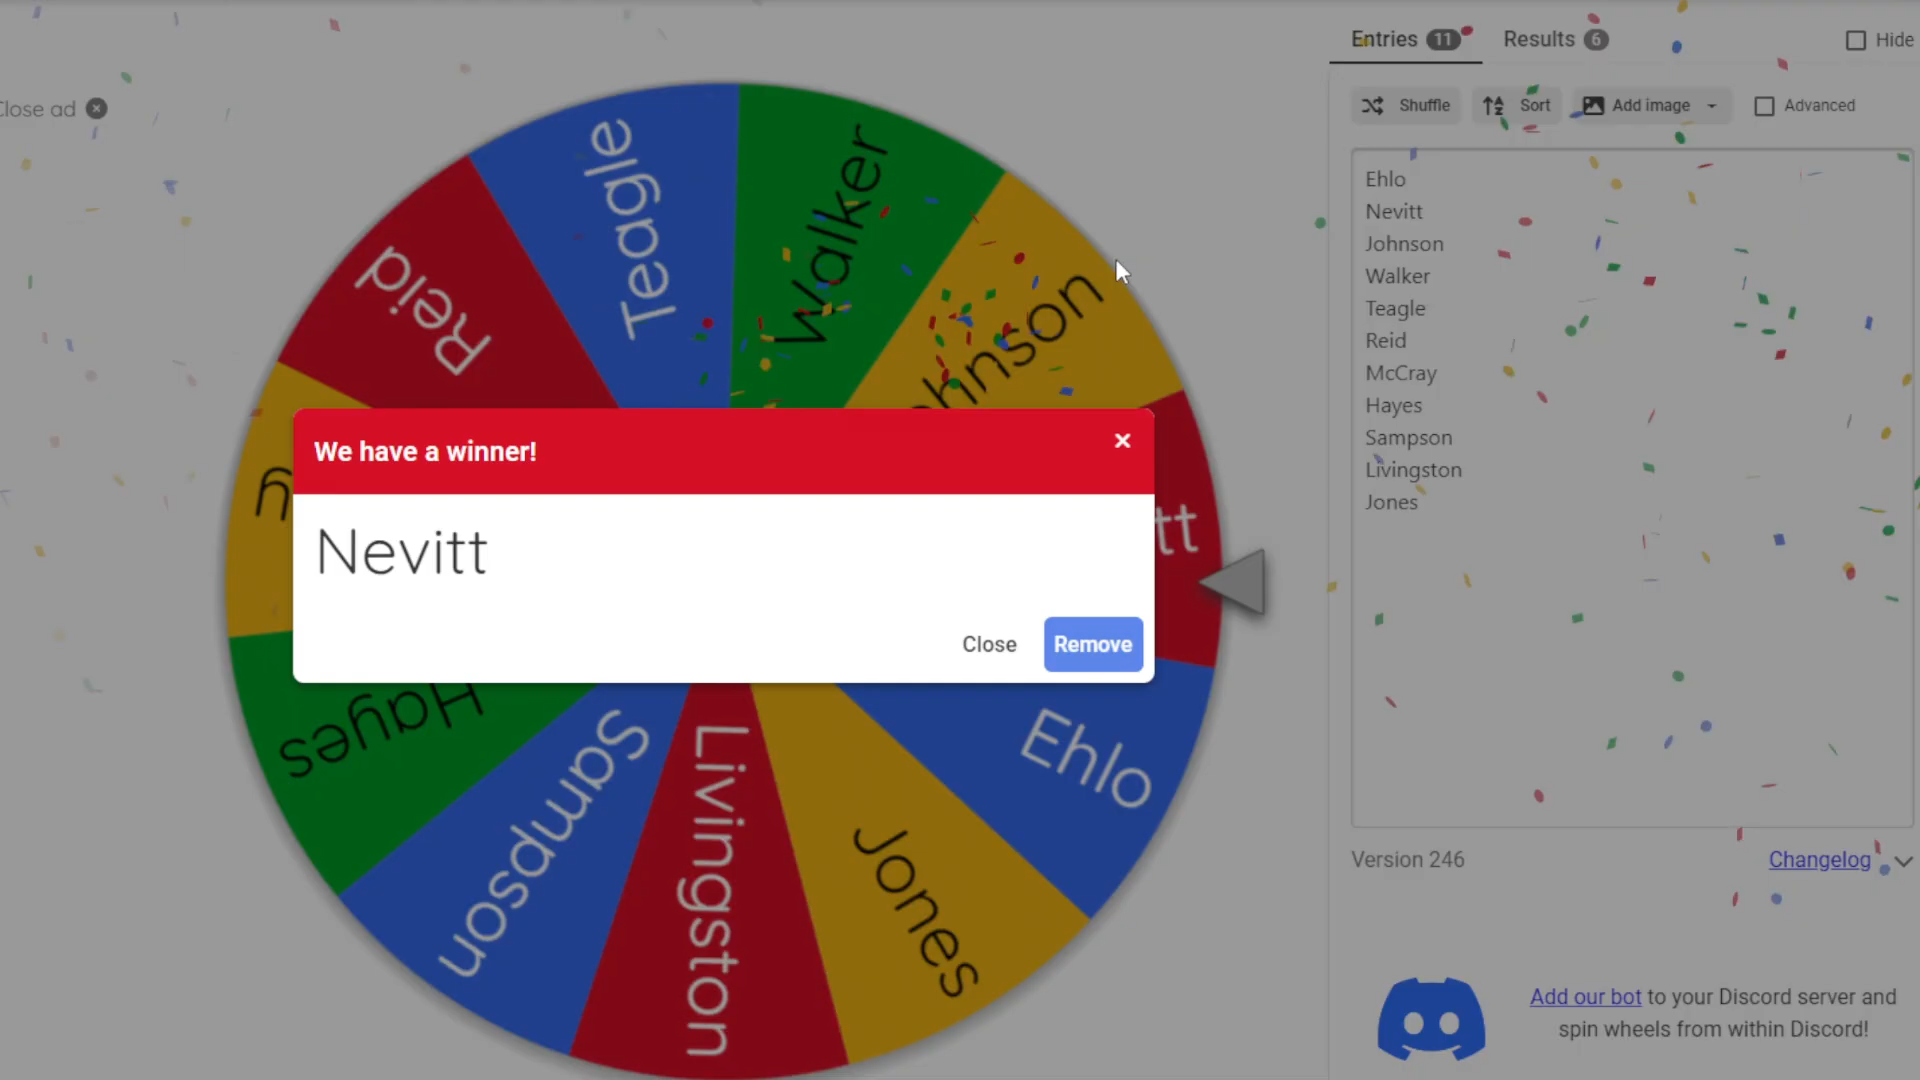 Close ad
Entries 11
Results 6
Hide
Shuffle
Sort
Add image
Advanced
Ehlo
Nevitt
Johnson
Walker
Teagle
Reid
McCray
Hayes
Sampson
Livingston
Jones
Version 246
Changelog
Add our bot to your Discord server and
spin wheels from within Discord!
Teagle
Walker
Reid
hnson
y
tt
We have a winner!
Nevitt
Close
Remove
Hayes
Sampson
Livingston
Jones
Ehlo